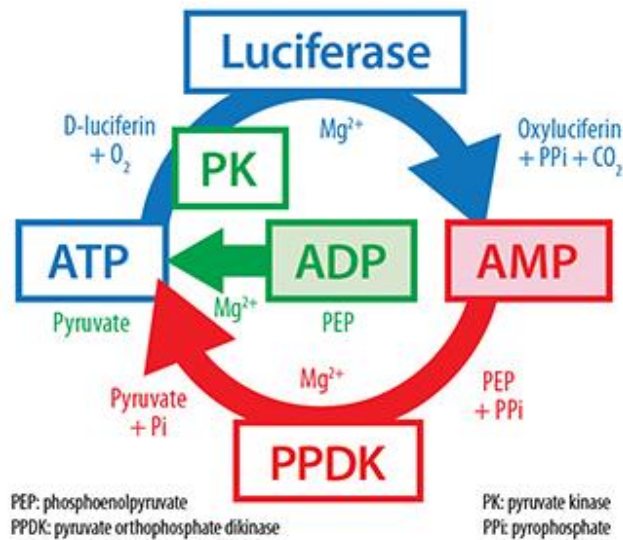 Luciferase
D-luciferin
+ O₂
Mg²⁺
Oxyluciferin
+ PPi + CO₂
PK
ATP
ADP
AMP
Pyruvate
Mg²⁺
PEP
Pyruvate
+ Pi
Mg²⁺
PEP
+ PPi
PPDK
PEP: phosphoenolpyruvate
PPDK: pyruvate orthophosphate dikinase
PK: pyruvate kinase
PPi: pyrophosphate